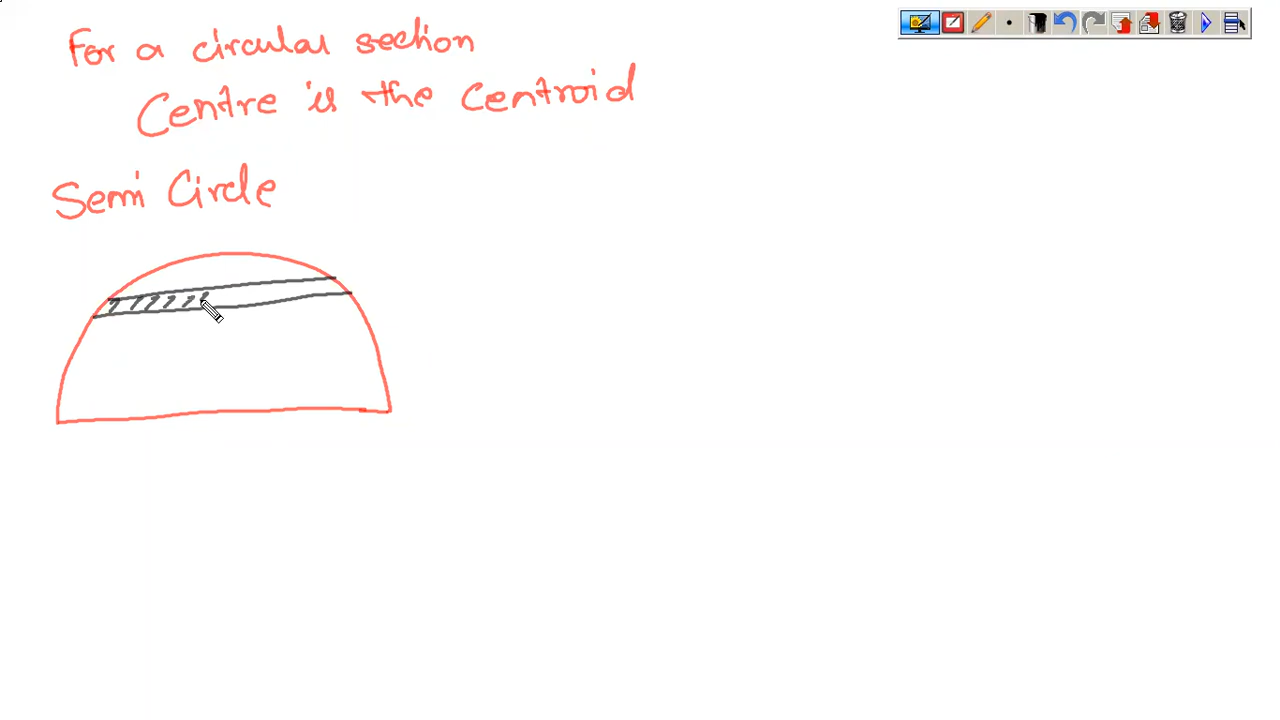 For a circular section
Centre is the centroid
Semi Circle